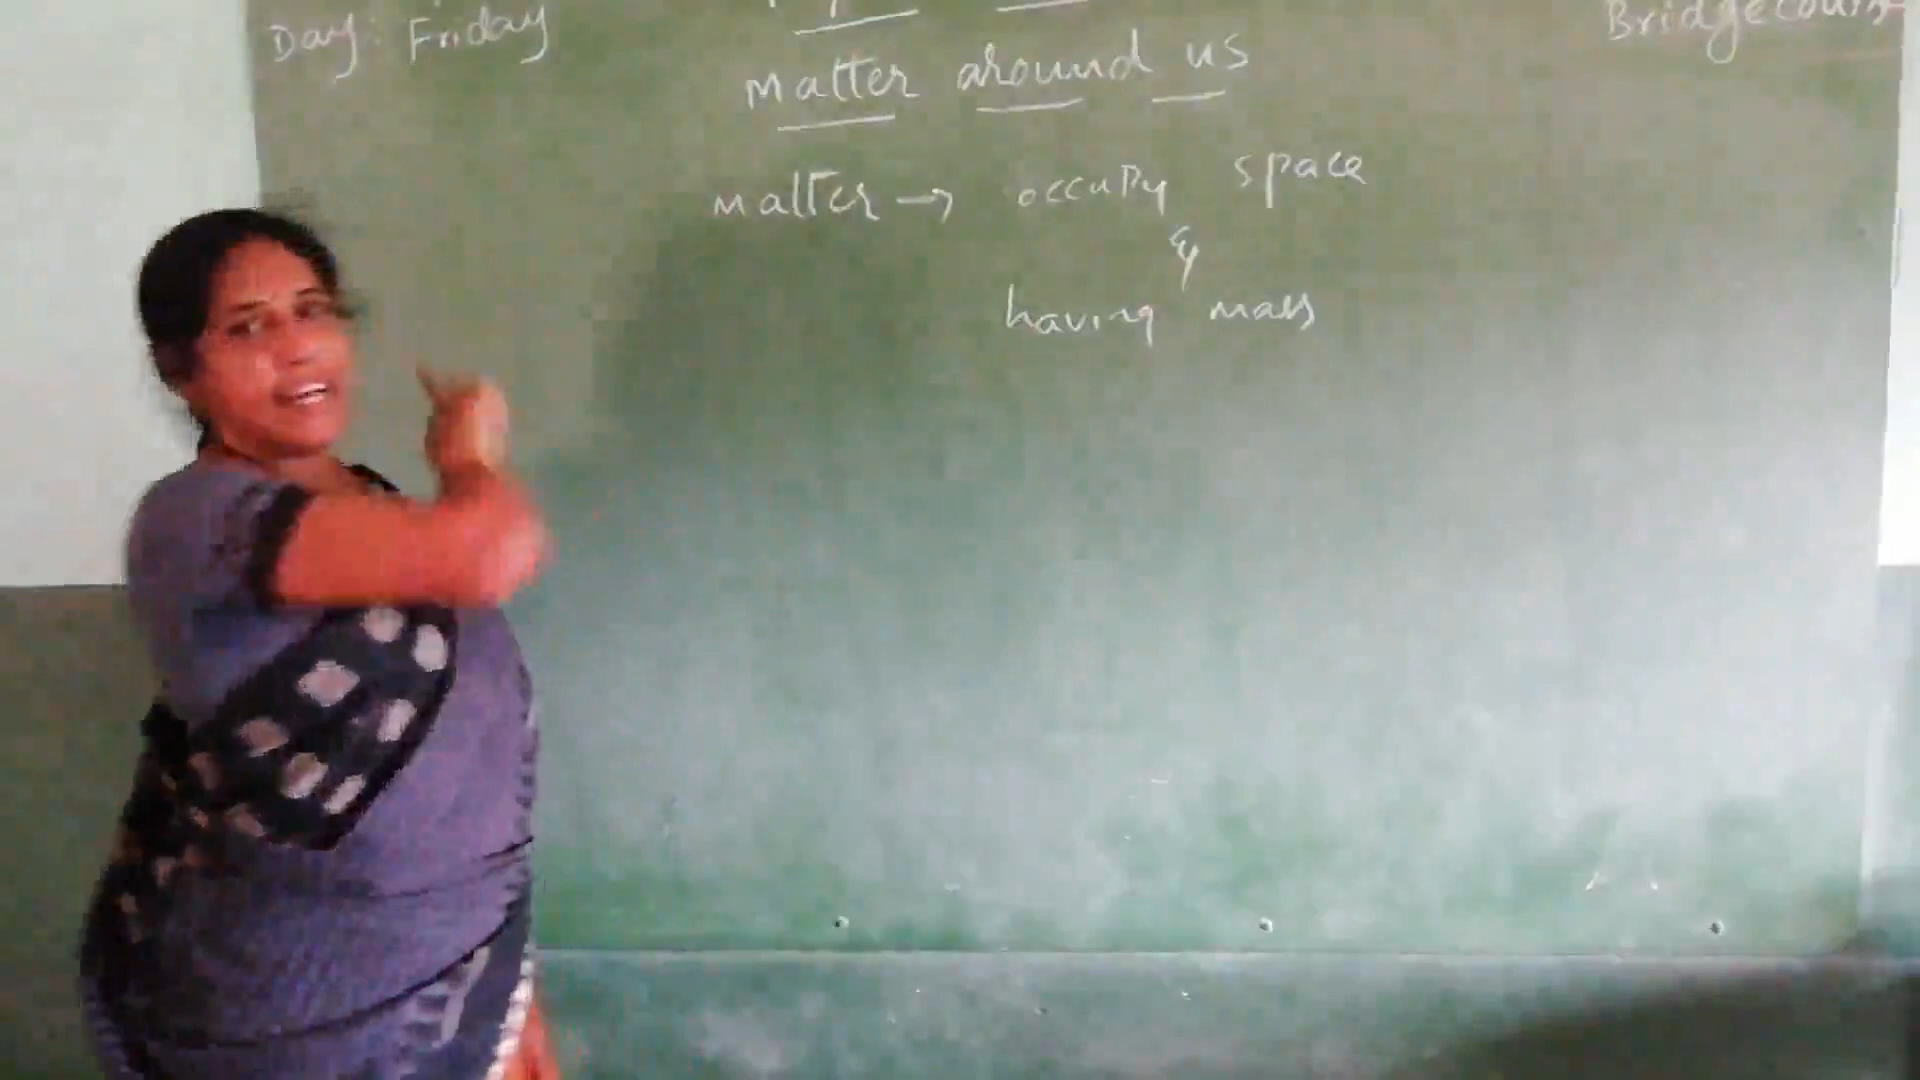 Day: Friday
Bridgecours
Matter around us
matter → occupy space
&
having mass